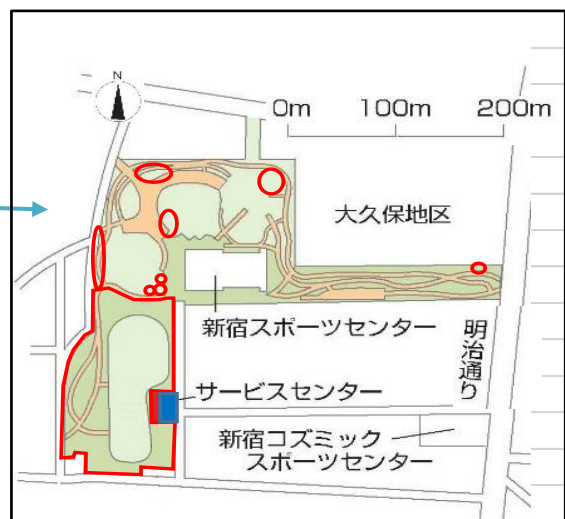 N
0m 100m 200m
大久保地区
新宿スポーツセンター
明治通り
サービスセンター
新宿コズミック
スポーツセンター